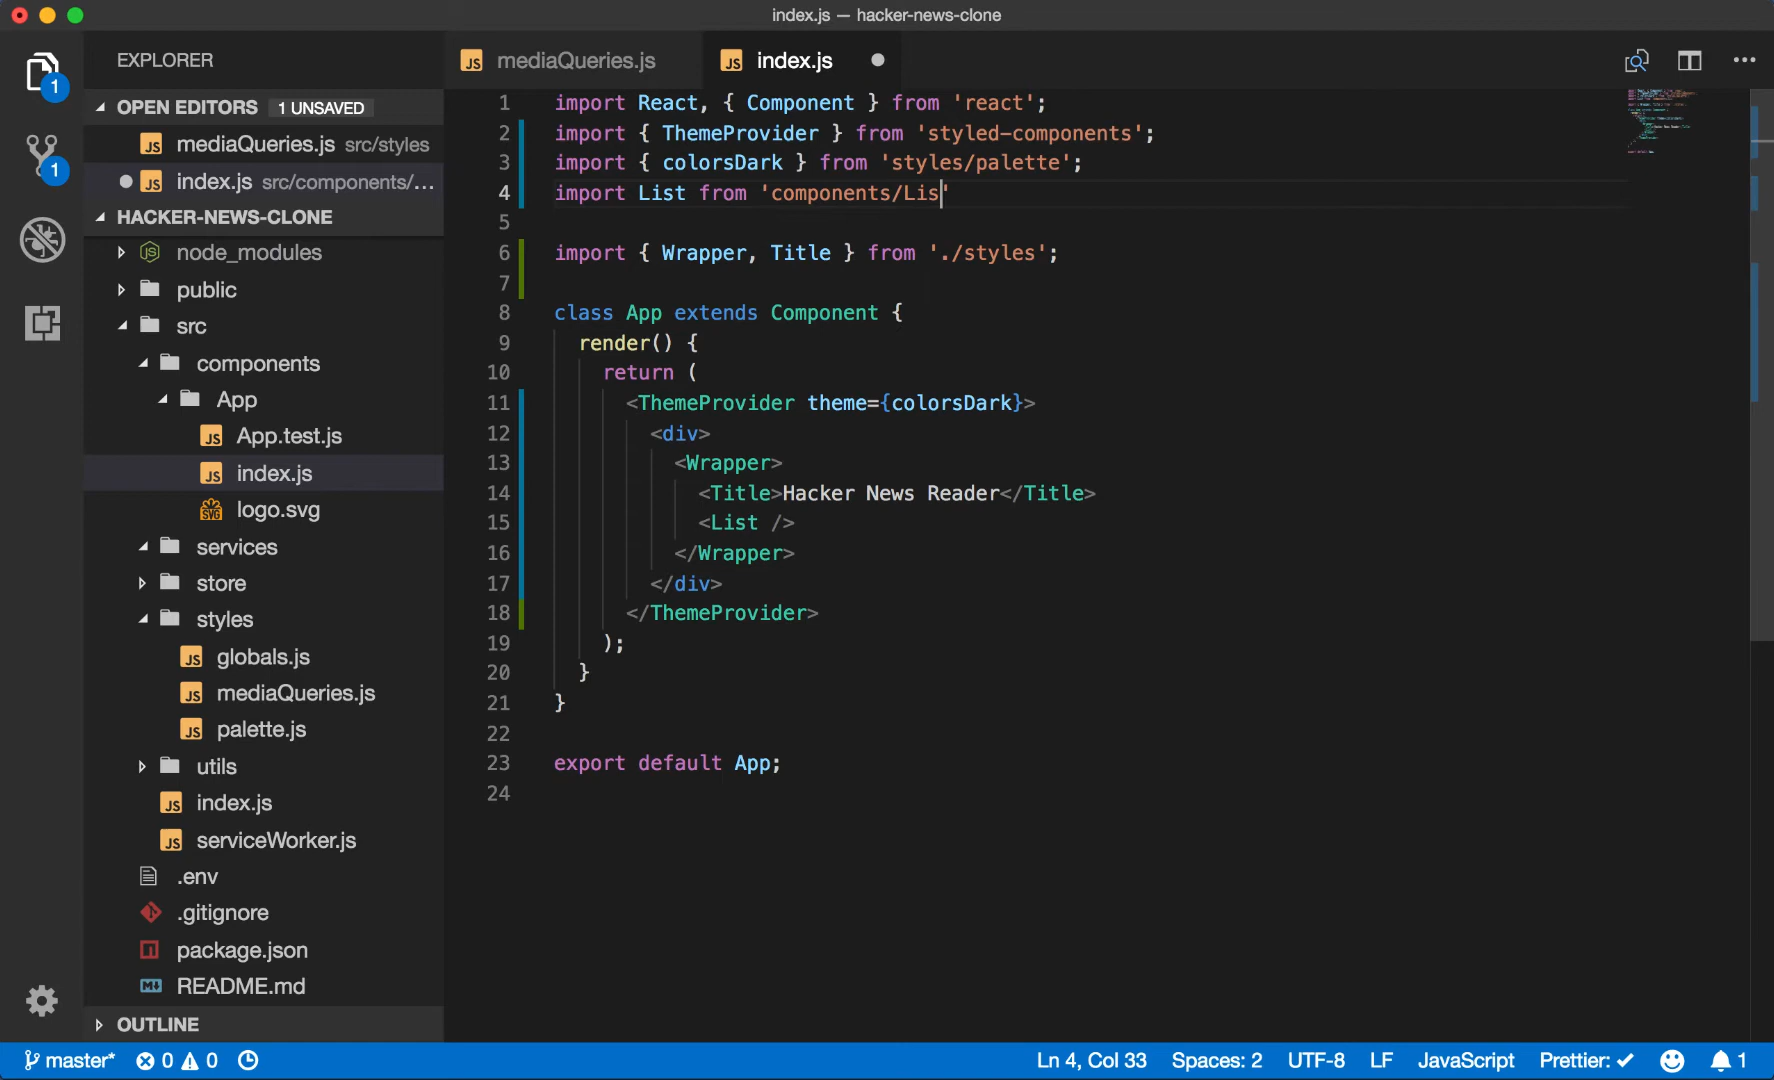 index.js — hacker-news-clone
EXPLORER
OPEN EDITORS 1 UNSAVED
mediaQueries.js src/styles
index.js src/components/...
HACKER-NEWS-CLONE
node_modules
public
src
components
App
App.test.js
index.js
logo.svg
services
store
styles
globals.js
mediaQueries.js
palette.js
utils
index.js
serviceWorker.js
.env
.gitignore
package.json
README.md
OUTLINE
1
1
mediaQueries.js
index.js
1 import React, { Component } from 'react';
2 import { ThemeProvider } from 'styled-components';
3 import { colorsDark } from 'styles/palette';
4 import List from 'components/Lis'
5
6 import { Wrapper, Title } from './styles';
7
8 class App extends Component {
9 render() {
10 return (
11 <ThemeProvider theme={colorsDark}>
12 <div>
13 <Wrapper>
14 <Title>Hacker News Reader</Title>
15 <List />
16 </Wrapper>
17 </div>
18 </ThemeProvider>
19 );
20 }
21 }
22
23 export default App;
24
master* 0 0
Ln 4, Col 33 Spaces: 2 UTF-8 LF JavaScript Prettier: ✓ 1